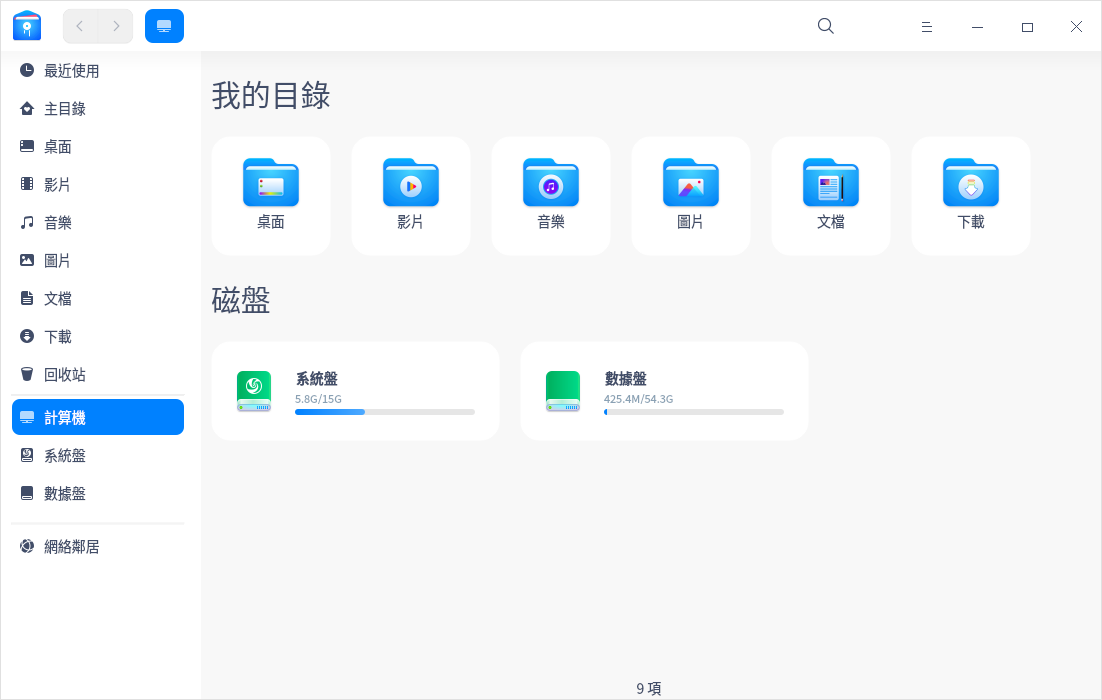 最近使用
主目錄
桌面
影片
音樂
圖片
文檔
下載
回收站
計算機
系統盤
數據盤
網絡鄰居
我的目錄
桌面
影片
音樂
圖片
文檔
下載
磁盤
系統盤
5.8G/15G
數據盤
425.4M/54.3G
9 項